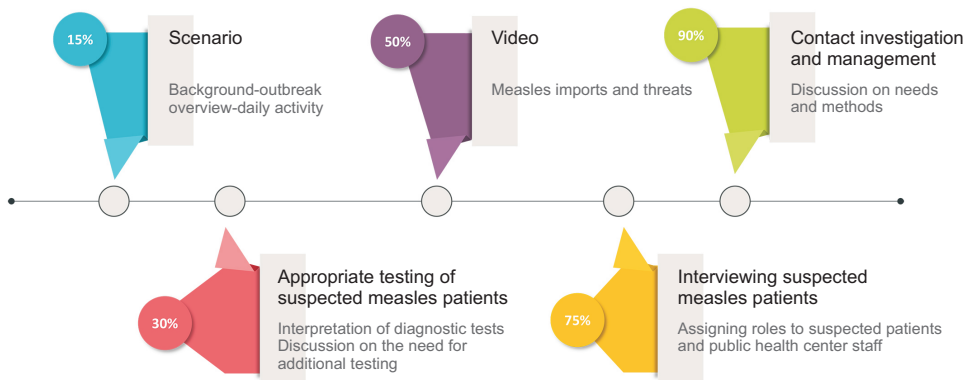 15%
Scenario
Background-outbreak
overview-daily activity
50%
Video
Measles imports and threats
90%
Contact investigation
and management
Discussion on needs
and methods
30%
Appropriate testing of
suspected measles patients
Interpretation of diagnostic tests
Discussion on the need for
additional testing
75%
Interviewing suspected
measles patients
Assigning roles to suspected patients
and public health center staff